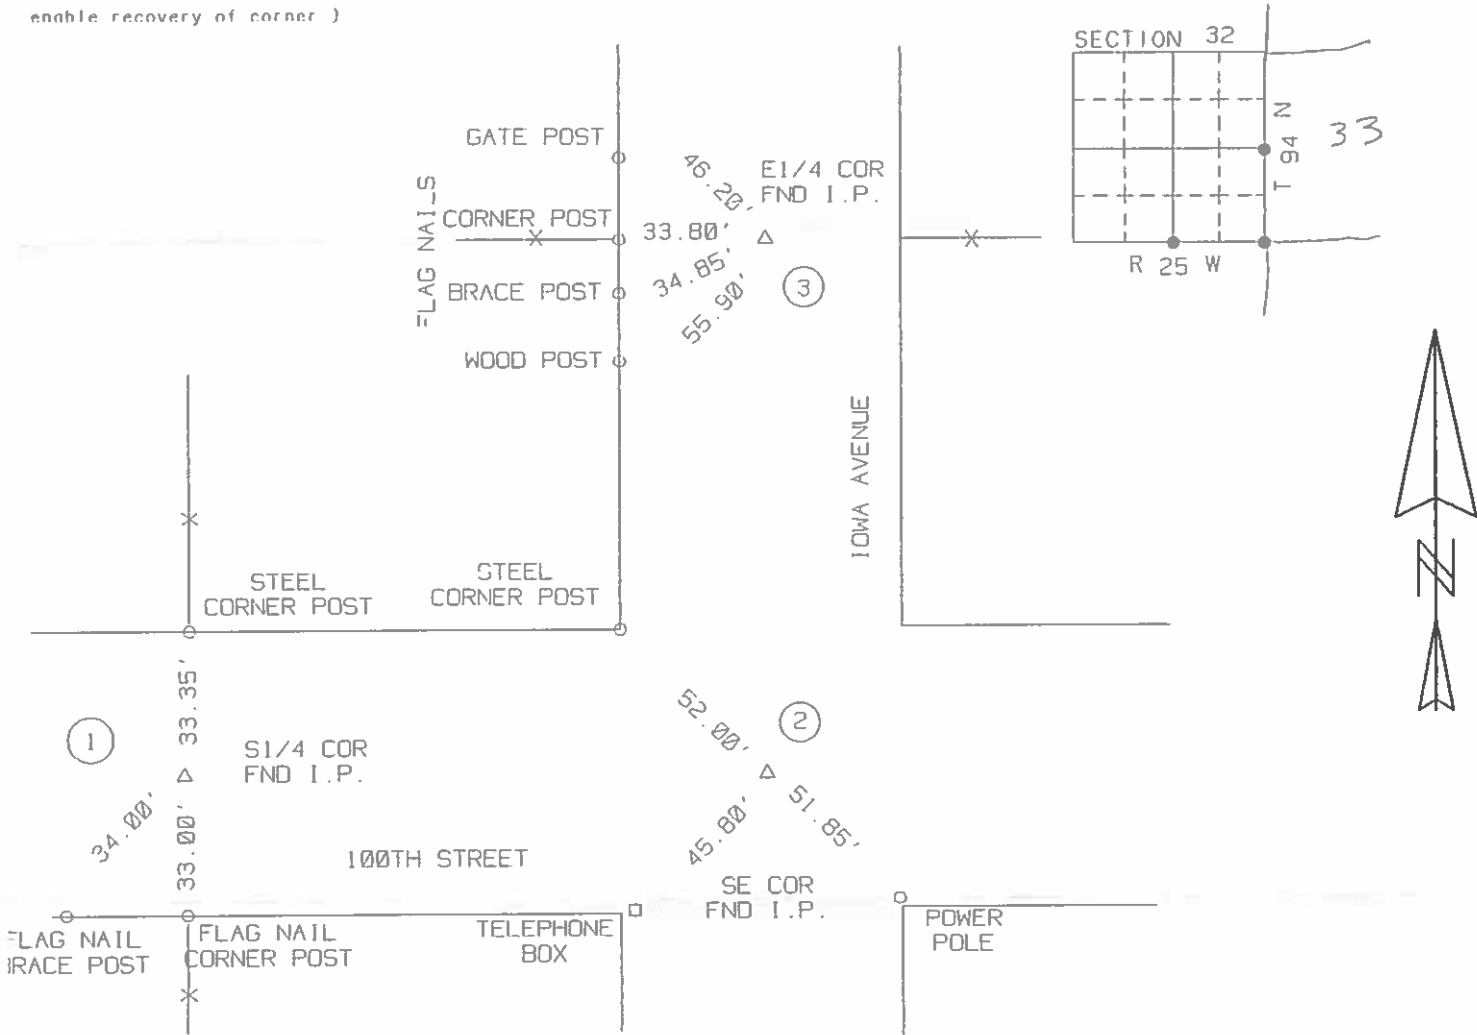 enable recovery of corner )
SECTION 32
T 94 N
33
R 25 W
GATE POST
46.20'
E1/4 COR
FND I.P.
FLAG NAILS
CORNER POST
33.80'
34.85'
BRACE POST
3
55.90'
WOOD POST
IOWA AVENUE
N
STEEL
CORNER POST
STEEL
CORNER POST
33.35'
1
S1/4 COR
FND I.P.
34.00'
33.00'
52.00'
2
51.85'
45.80'
100TH STREET
SE COR
FND I.P.
FLAG NAIL
BRACE POST
FLAG NAIL
CORNER POST
TELEPHONE
BOX
POWER
POLE